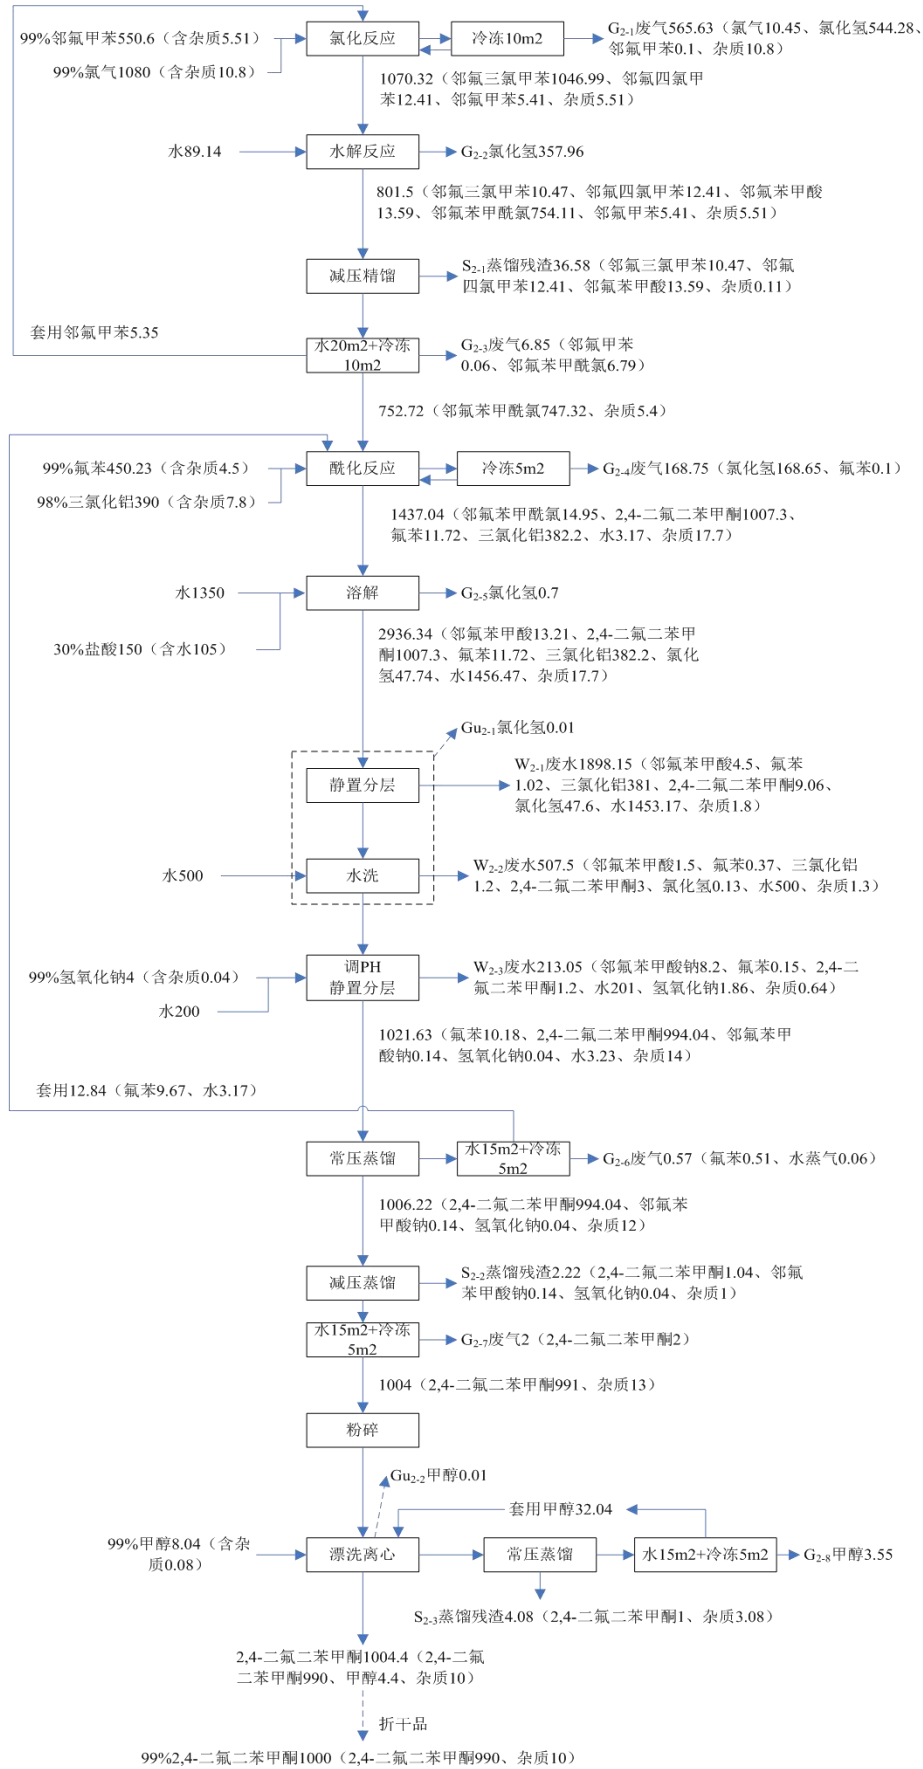 99%邻氟甲苯550.6（含杂质5.51）
99%氯气1080（含杂质10.8）
氯化反应
冷冻10m2
G2-1废气565.63（氯气10.45、氯化氢544.28、
邻氟甲苯0.1、杂质10.8）
1070.32（邻氟三氯甲苯1046.99、邻氟四氯甲
苯12.41、邻氟甲苯5.41、杂质5.51）
水89.14
水解反应
G2-2氯化氢357.96
801.5（邻氟三氯甲苯10.47、邻氟四氯甲苯12.41、邻氟苯甲酸
13.59、邻氟苯甲酰氯754.11、邻氟甲苯5.41、杂质5.51）
减压精馏
S2-1蒸馏残渣36.58（邻氟三氯甲苯10.47、邻氟
四氯甲苯12.41、邻氟苯甲酸13.59、杂质0.11）
套用邻氟甲苯5.35
水20m2+冷冻
10m2
G2-3废气6.85（邻氟甲苯
0.06、邻氟苯甲酰氯6.79）
752.72（邻氟苯甲酰氯747.32、杂质5.4）
99%氟苯450.23（含杂质4.5）
98%三氯化铝390（含杂质7.8）
酰化反应
冷冻5m2
G2-4废气168.75（氯化氢168.65、氟苯0.1）
1437.04（邻氟苯甲酰氯14.95、2,4-二氟二苯甲酮1007.3、
氟苯11.72、三氯化铝382.2、水3.17、杂质17.7）
水1350
溶解
G2-5氯化氢0.7
30%盐酸150（含水105）
2936.34（邻氟苯甲酸13.21、2,4-二氟二苯甲
酮1007.3、氟苯11.72、三氯化铝382.2、氯化
氢47.74、水1456.47、杂质17.7）
Gu2-1氯化氢0.01
静置分层
W2-1废水1898.15（邻氟苯甲酸4.5、氟苯
1.02、三氯化铝381、2,4-二氟二苯甲酮9.06、
氯化氢47.6、水1453.17、杂质1.8）
水500
水洗
W2-2废水507.5（邻氟苯甲酸1.5、氟苯0.37、三氯化铝
1.2、2,4-二氟二苯甲酮3、氯化氢0.13、水500、杂质1.3）
99%氢氧化钠4（含杂质0.04）
水200
调PH
静置分层
W2-3废水213.05（邻氟苯甲酸钠8.2、氟苯0.15、2,4-二
氟二苯甲酮1.2、水201、氢氧化钠1.86、杂质0.64）
1021.63（氟苯10.18、2,4-二氟二苯甲酮994.04、邻氟苯甲
酸钠0.14、氢氧化钠0.04、水3.23、杂质14）
套用12.84（氟苯9.67、水3.17）
常压蒸馏
水15m2+冷冻
5m2
G2-6废气0.57（氟苯0.51、水蒸气0.06）
1006.22（2,4-二氟二苯甲酮994.04、邻氟苯
甲酸钠0.14、氢氧化钠0.04、杂质12）
减压蒸馏
S2-2蒸馏残渣2.22（2,4-二氟二苯甲酮1.04、邻氟
苯甲酸钠0.14、氢氧化钠0.04、杂质1）
水15m2+冷冻
5m2
G2-7废气2（2,4-二氟二苯甲酮2）
1004（2,4-二氟二苯甲酮991、杂质13）
粉碎
Gu2-2甲醇0.01
套用甲醇32.04
99%甲醇8.04（含杂
质0.08）
漂洗离心
常压蒸馏
水15m2+冷冻5m2
G2-8甲醇3.55
S2-3蒸馏残渣4.08（2,4-二氟二苯甲酮1、杂质3.08）
2,4-二氟二苯甲酮1004.4（2,4-二氟
二苯甲酮990、甲醇4.4、杂质10）
折干品
99%2,4-二氟二苯甲酮1000（2,4-二氟二苯甲酮990、杂质10）